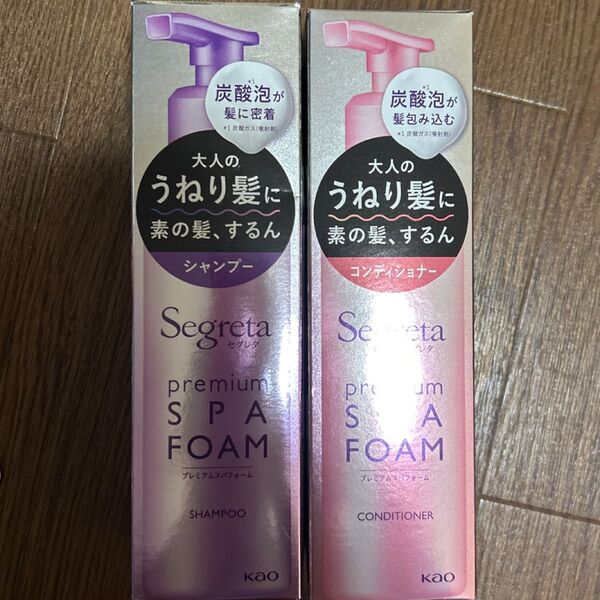 *1
炭酸泡が
髪に密着
*1 炭酸ガス(噴射剤)
大人の
うねり髪に
素の髪、するん
シャンプー
Segreta
セグレタ
premium
SPA
FOAM
プレミアムスパフォーム
SHAMPOO
Kao
*1
炭酸泡が
髪包み込む
*1 炭酸ガス(噴射剤)
大人の
うねり髪に
素の髪、するん
コンディショナー
Segreta
セグレタ
premium
SPA
FOAM
プレミアムスパフォーム
CONDITIONER
Kao